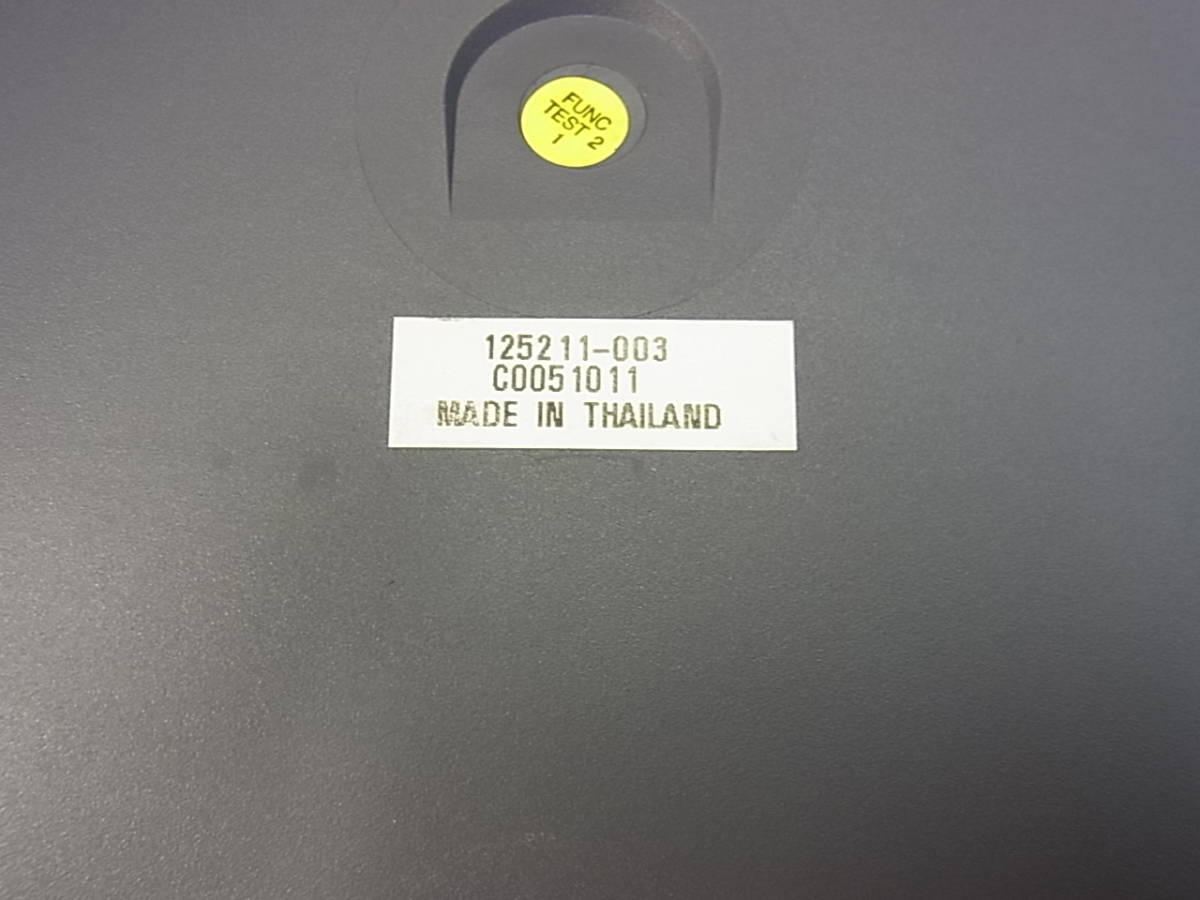 FUNC
TEST 2
1
125211-003
C0051011
MADE IN THAILAND